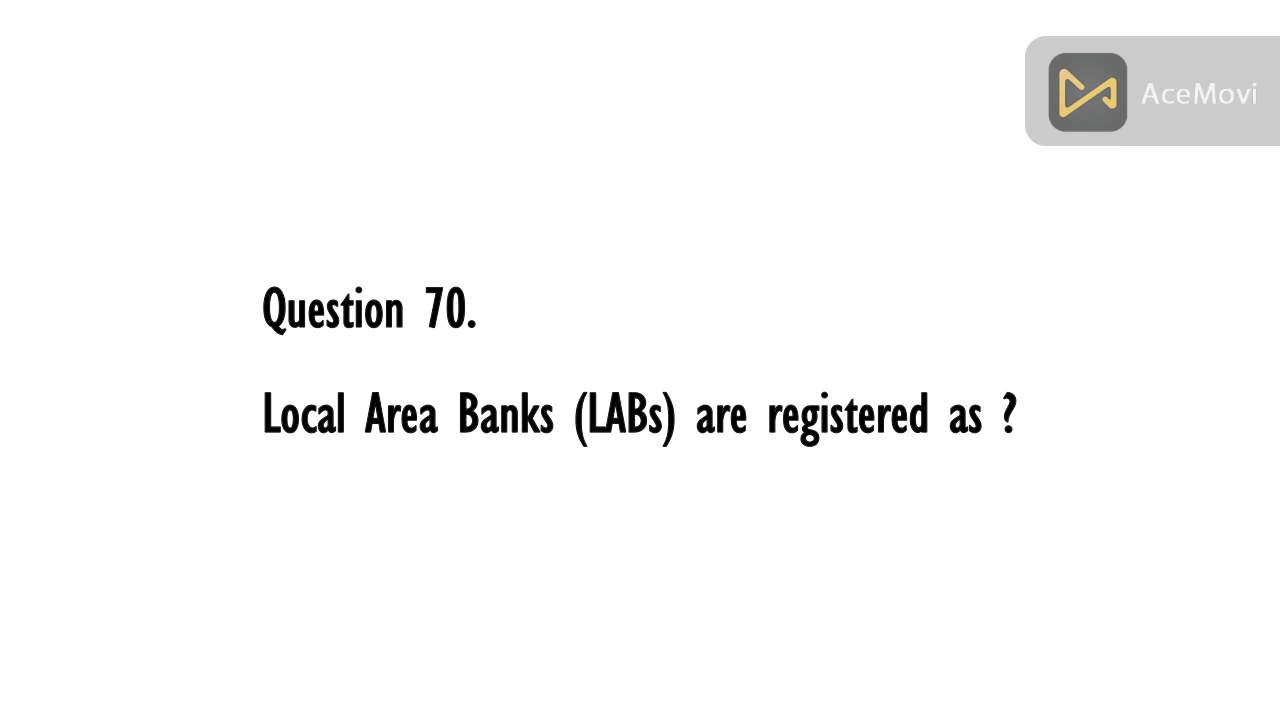 AceMovi
Question 70.
Local Area Banks (LABs) are registered as ?